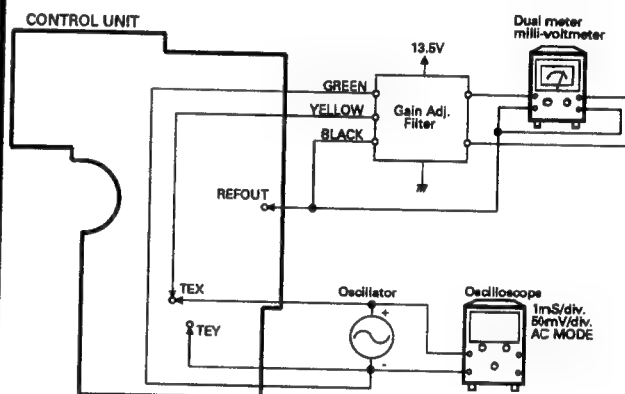 CONTROL UNIT
Dual meter
milli-voltmeter
13.5V
GREEN
YELLOW
BLACK
Gain Adj.
Filter
REFOUT
TEX
TEY
Oscillator
+
-
Oscilloscope
1mS/div.
50mV/div.
AC MODE